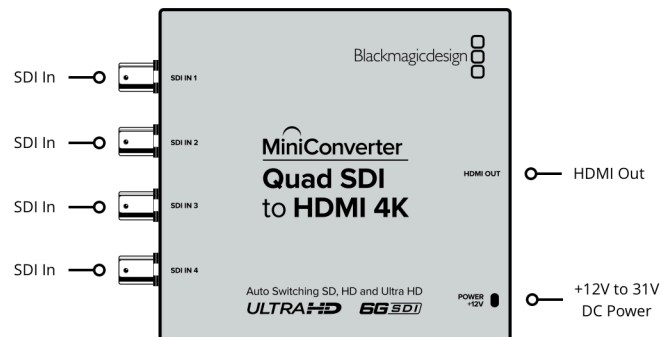 Blackmagicdesign
SDI In
SDI IN 1
SDI In
SDI IN 2
MiniConverter
Quad SDI
to HDMI 4K
HDMI OUT
HDMI Out
SDI In
SDI IN 3
SDI In
SDI IN 4
Auto Switching SD, HD and Ultra HD
ULTRA HD 6G SDI
POWER
+12V
+12V to 31V
DC Power